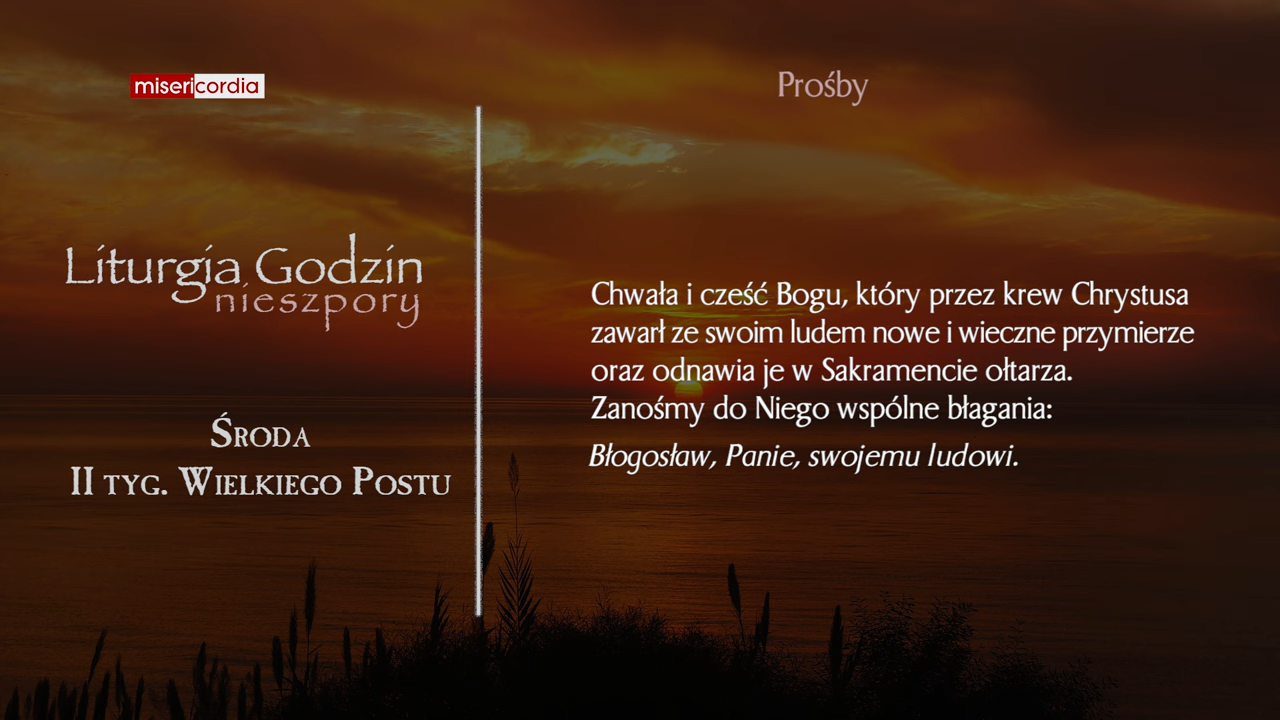 misericordia
Prośby
Liturgia Godzin
nieszpory
Środa
II tyg. Wielkiego Postu
Chwała i cześć Bogu, który przez krew Chrystusa
zawarł ze swoim ludem nowe i wieczne przymierze
oraz odnawia je w Sakramencie ołtarza.
Zanośmy do Niego wspólne błagania:
Błogosław, Panie, swojemu ludowi.